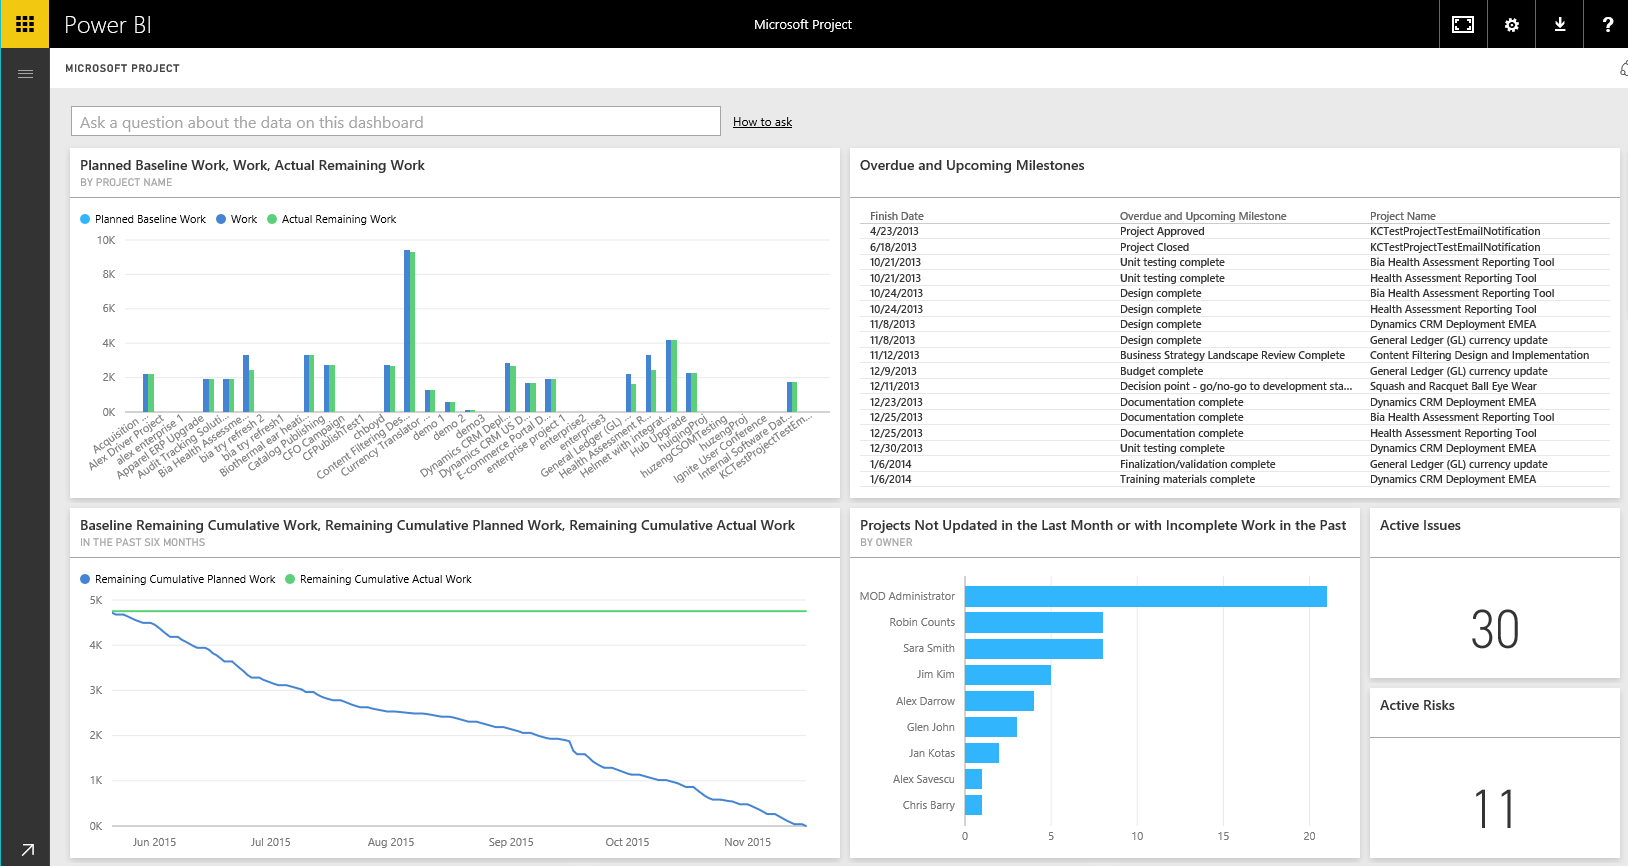 Power BI
Microsoft Project
?
MICROSOFT PROJECT
Ask a question about the data on this dashboard
How to ask
Planned Baseline Work, Work, Actual Remaining Work
BY PROJECT NAME
Planned Baseline Work Work Actual Remaining Work
10K
8K
6K
4K
2K
0K
Acquisition ...
Alex Driver Project
alex enterprise 1
Apparel ERP Upgrade
Audit Tracking Soluti...
Bia Health Assessme...
bia try refresh 2
bia try refresh1
Biothermal ear heati...
Catalog Publishing
CFO Campaign
CFPublishTest1
chboyd
Content Filtering Des...
Currency Translator...
demo 1
demo 2
demo3
Dynamics CRM Depl...
Dynamics CRM US D...
E-commerce Portal D...
enterprise project 1
enterprise2
enterprise3
General Ledger (GL) ...
Health Assessment R...
Helmet with integrat...
Hub Upgrade
huigingProj
huzengCSOMTesting
huzengProj
Ignite User Conference
Internal Software Dat...
KCTestProjectTestEm...
Overdue and Upcoming Milestones
Finish Date Overdue and Upcoming Milestone Project Name
4/23/2013 Project Approved KCTestProjectTestEmailNotification
6/18/2013 Project Closed KCTestProjectTestEmailNotification
10/21/2013 Unit testing complete Bia Health Assessment Reporting Tool
10/21/2013 Unit testing complete Health Assessment Reporting Tool
10/24/2013 Design complete Bia Health Assessment Reporting Tool
10/24/2013 Design complete Health Assessment Reporting Tool
11/8/2013 Design complete Dynamics CRM Deployment EMEA
11/8/2013 Design complete General Ledger (GL) currency update
11/12/2013 Business Strategy Landscape Review Complete Content Filtering Design and Implementation
12/9/2013 Budget complete General Ledger (GL) currency update
12/11/2013 Decision point - go/no-go to development sta... Squash and Racquet Ball Eye Wear
12/23/2013 Documentation complete Dynamics CRM Deployment EMEA
12/25/2013 Documentation complete Bia Health Assessment Reporting Tool
12/25/2013 Documentation complete Health Assessment Reporting Tool
12/30/2013 Unit testing complete Dynamics CRM Deployment EMEA
1/6/2014 Finalization/validation complete General Ledger (GL) currency update
1/6/2014 Training materials complete Dynamics CRM Deployment EMEA
Baseline Remaining Cumulative Work, Remaining Cumulative Planned Work, Remaining Cumulative Actual Work
IN THE PAST SIX MONTHS
Remaining Cumulative Planned Work Remaining Cumulative Actual Work
5K
4K
3K
2K
1K
0K
Jun 2015 Jul 2015 Aug 2015 Sep 2015 Oct 2015 Nov 2015
Projects Not Updated in the Last Month or with Incomplete Work in the Past
BY OWNER
MOD Administrator
Robin Counts
Sara Smith
Jim Kim
Alex Darrow
Glen John
Jan Kotas
Alex Savescu
Chris Barry
0 5 10 15 20
Active Issues
30
Active Risks
11